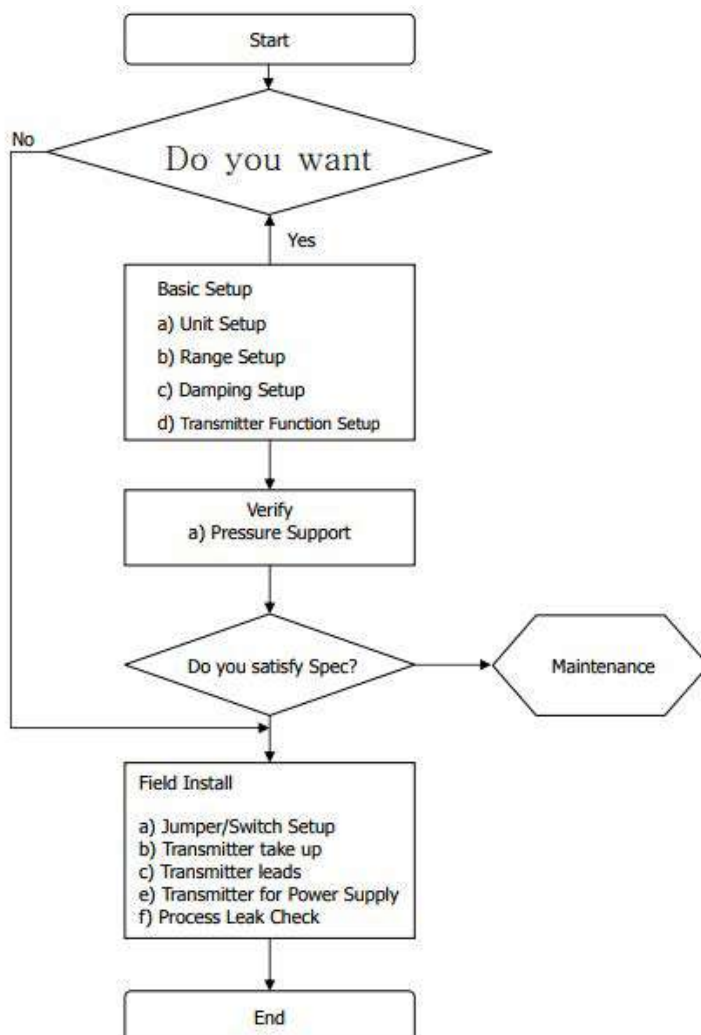 Start
No
Do you want
Yes
Basic Setup
a) Unit Setup
b) Range Setup
c) Damping Setup
d) Transmitter Function Setup
Verify
a) Pressure Support
Do you satisfy Spec?
Maintenance
Field Install
a) Jumper/Switch Setup
b) Transmitter take up
c) Transmitter leads
e) Transmitter for Power Supply
f) Process Leak Check
End